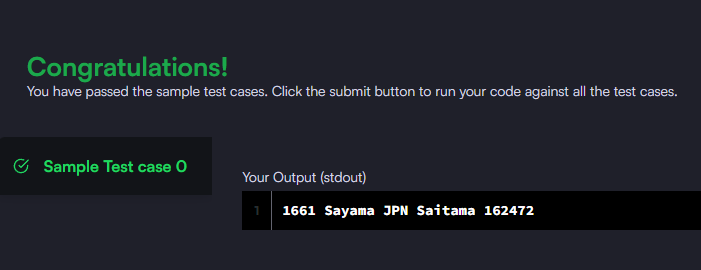 Congratulations!
You have passed the sample test cases. Click the submit button to run your code against all the test cases.
Sample Test case 0
Your Output (stdout)
1 1661 Sayama JPN Saitama 162472